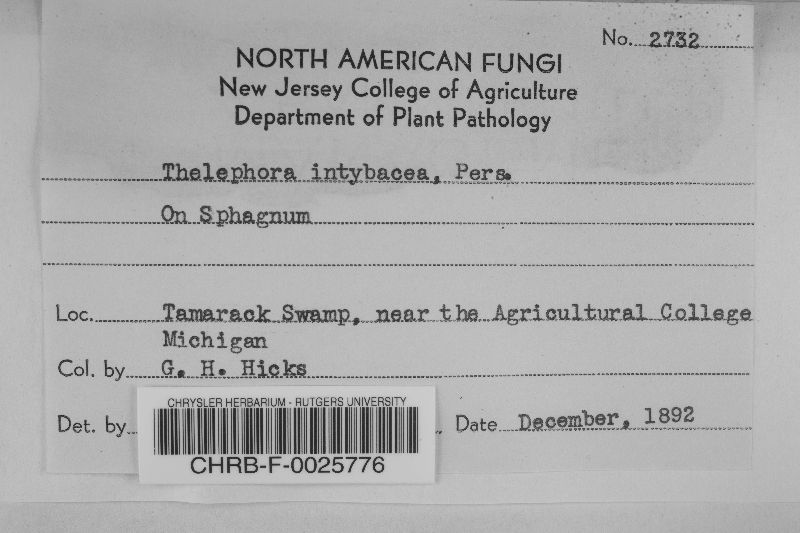 No. 2732
NORTH AMERICAN FUNGI
New Jersey College of Agriculture
Department of Plant Pathology
Thelephora intybacea, Pers.
On Sphagnum
Loc. Tamarack Swamp, near the Agricultural College
Michigan
Col. by G. H. Hicks
Det. by
Date December, 1892
CHRYSLER HERBARIUM - RUTGERS UNIVERSITY
CHRB-F-0025776